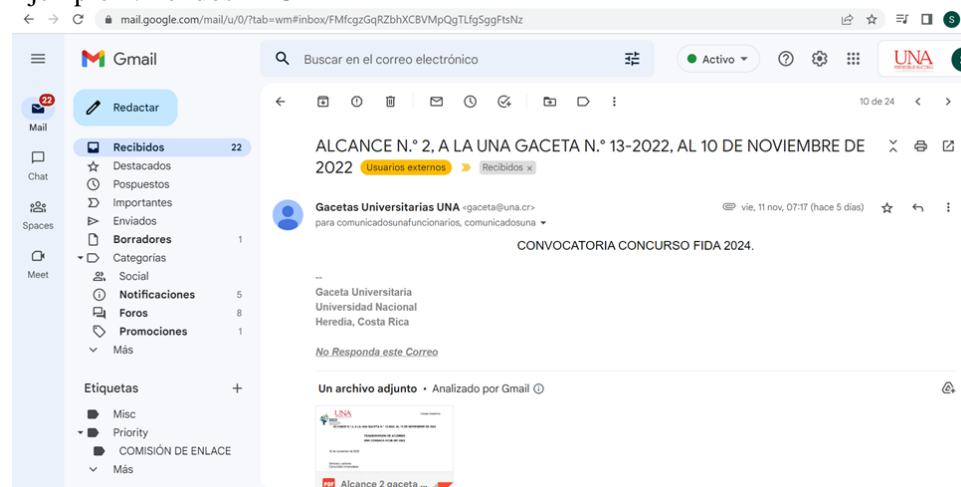 mail.google.com/mail/u/0/?tab=wm#inbox/FMfcgzGqRZbhXCBVMpQgTLfgSggFtsNz
S
Gmail
Buscar en el correo electrónico
Activo
UNA
22
Mail
Chat
Spaces
Meet
Redactar
Recibidos 22
Destacados
Pospuestos
Importantes
Enviados
Borradores 1
Categorías
Social
Notificaciones 5
Foros 8
Promociones 1
Más
Etiquetas +
Misc
Priority
COMISIÓN DE ENLACE
Más
10 de 24
ALCANCE N.° 2, A LA UNA GACETA N.° 13-2022, AL 10 DE NOVIEMBRE DE
2022 Usuarios externos Recibidos x
Gacetas Universitarias UNA <gaceta@una.cr> vie, 11 nov, 07:17 (hace 5 días)
para comunicadosunafuncionarios, comunicadosuna
CONVOCATORIA CONCURSO FIDA 2024.
--
Gaceta Universitaria
Universidad Nacional
Heredia, Costa Rica
No Responda este Correo
Un archivo adjunto • Analizado por Gmail
UNA
PDF Alcance 2 gaceta ...